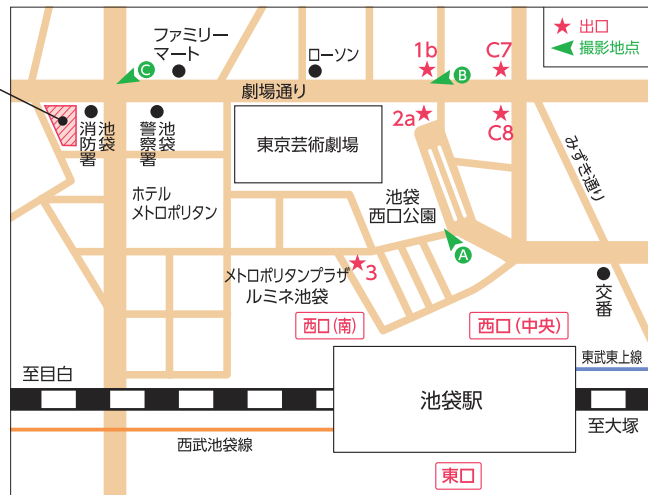 出口
撮影地点
ファミリー
マート
ローソン
1b
B
C7
C
劇場通り
2a
C8
池袋
消防署
池袋
警察署
東京芸術劇場
みずき通り
ホテル
メトロポリタン
池袋
西口公園
A
3
メトロポリタンプラザ
ルミネ池袋
交番
西口(南)
西口(中央)
東武東上線
至目白
池袋駅
至大塚
西武池袋線
東口